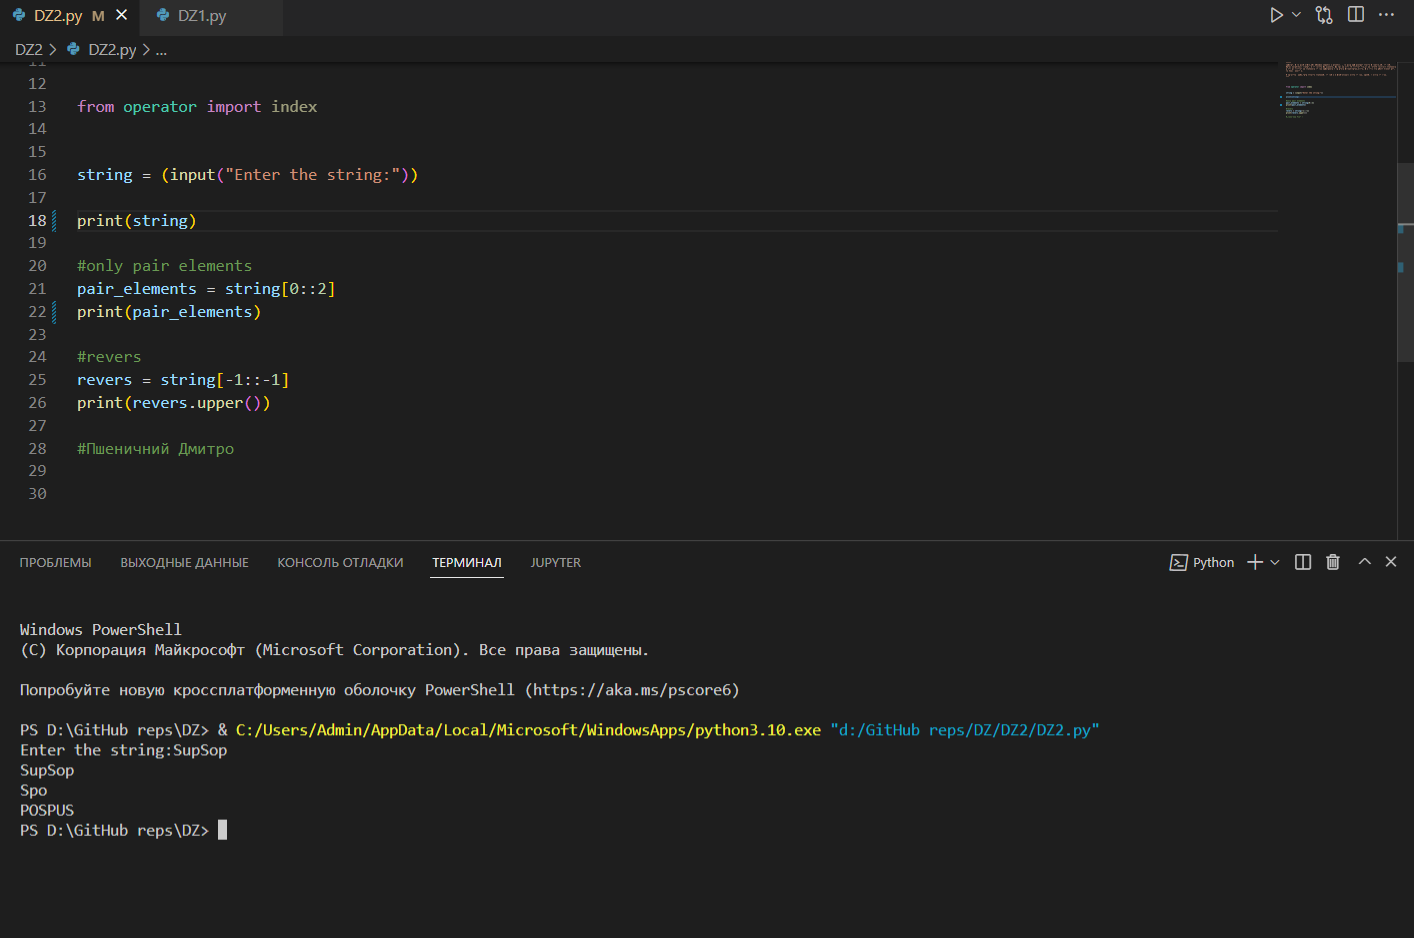 DZ2.py M
DZ1.py
DZ2 > DZ2.py > ...
11
12
13 from operator import index
14
15
16 string = (input("Enter the string:"))
17
18 print(string)
19
20 #only pair elements
21 pair_elements = string[0::2]
22 print(pair_elements)
23
24 #revers
25 revers = string[-1::-1]
26 print(revers.upper())
27
28 #Пшеничний Дмитро
29
30
ПРОБЛЕМЫ ВЫХОДНЫЕ ДАННЫЕ КОНСОЛЬ ОТЛАДКИ ТЕРМИНАЛ JUPYTER Python
Windows PowerShell
(C) Корпорация Майкрософт (Microsoft Corporation). Все права защищены.
Попробуйте новую кроссплатформенную оболочку PowerShell (https://aka.ms/pscore6)
PS D:\GitHub reps\DZ> & C:/Users/Admin/AppData/Local/Microsoft/WindowsApps/python3.10.exe "d:/GitHub reps/DZ/DZ2/DZ2.py"
Enter the string:SupSop
SupSop
Spo
POSPUS
PS D:\GitHub reps\DZ>